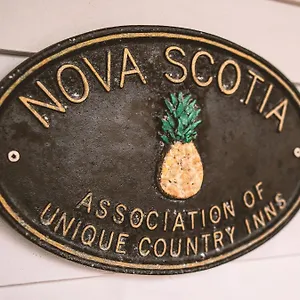 NOVA SCOTIA
ASSOCIATION OF
UNIQUE COUNTRY INNS